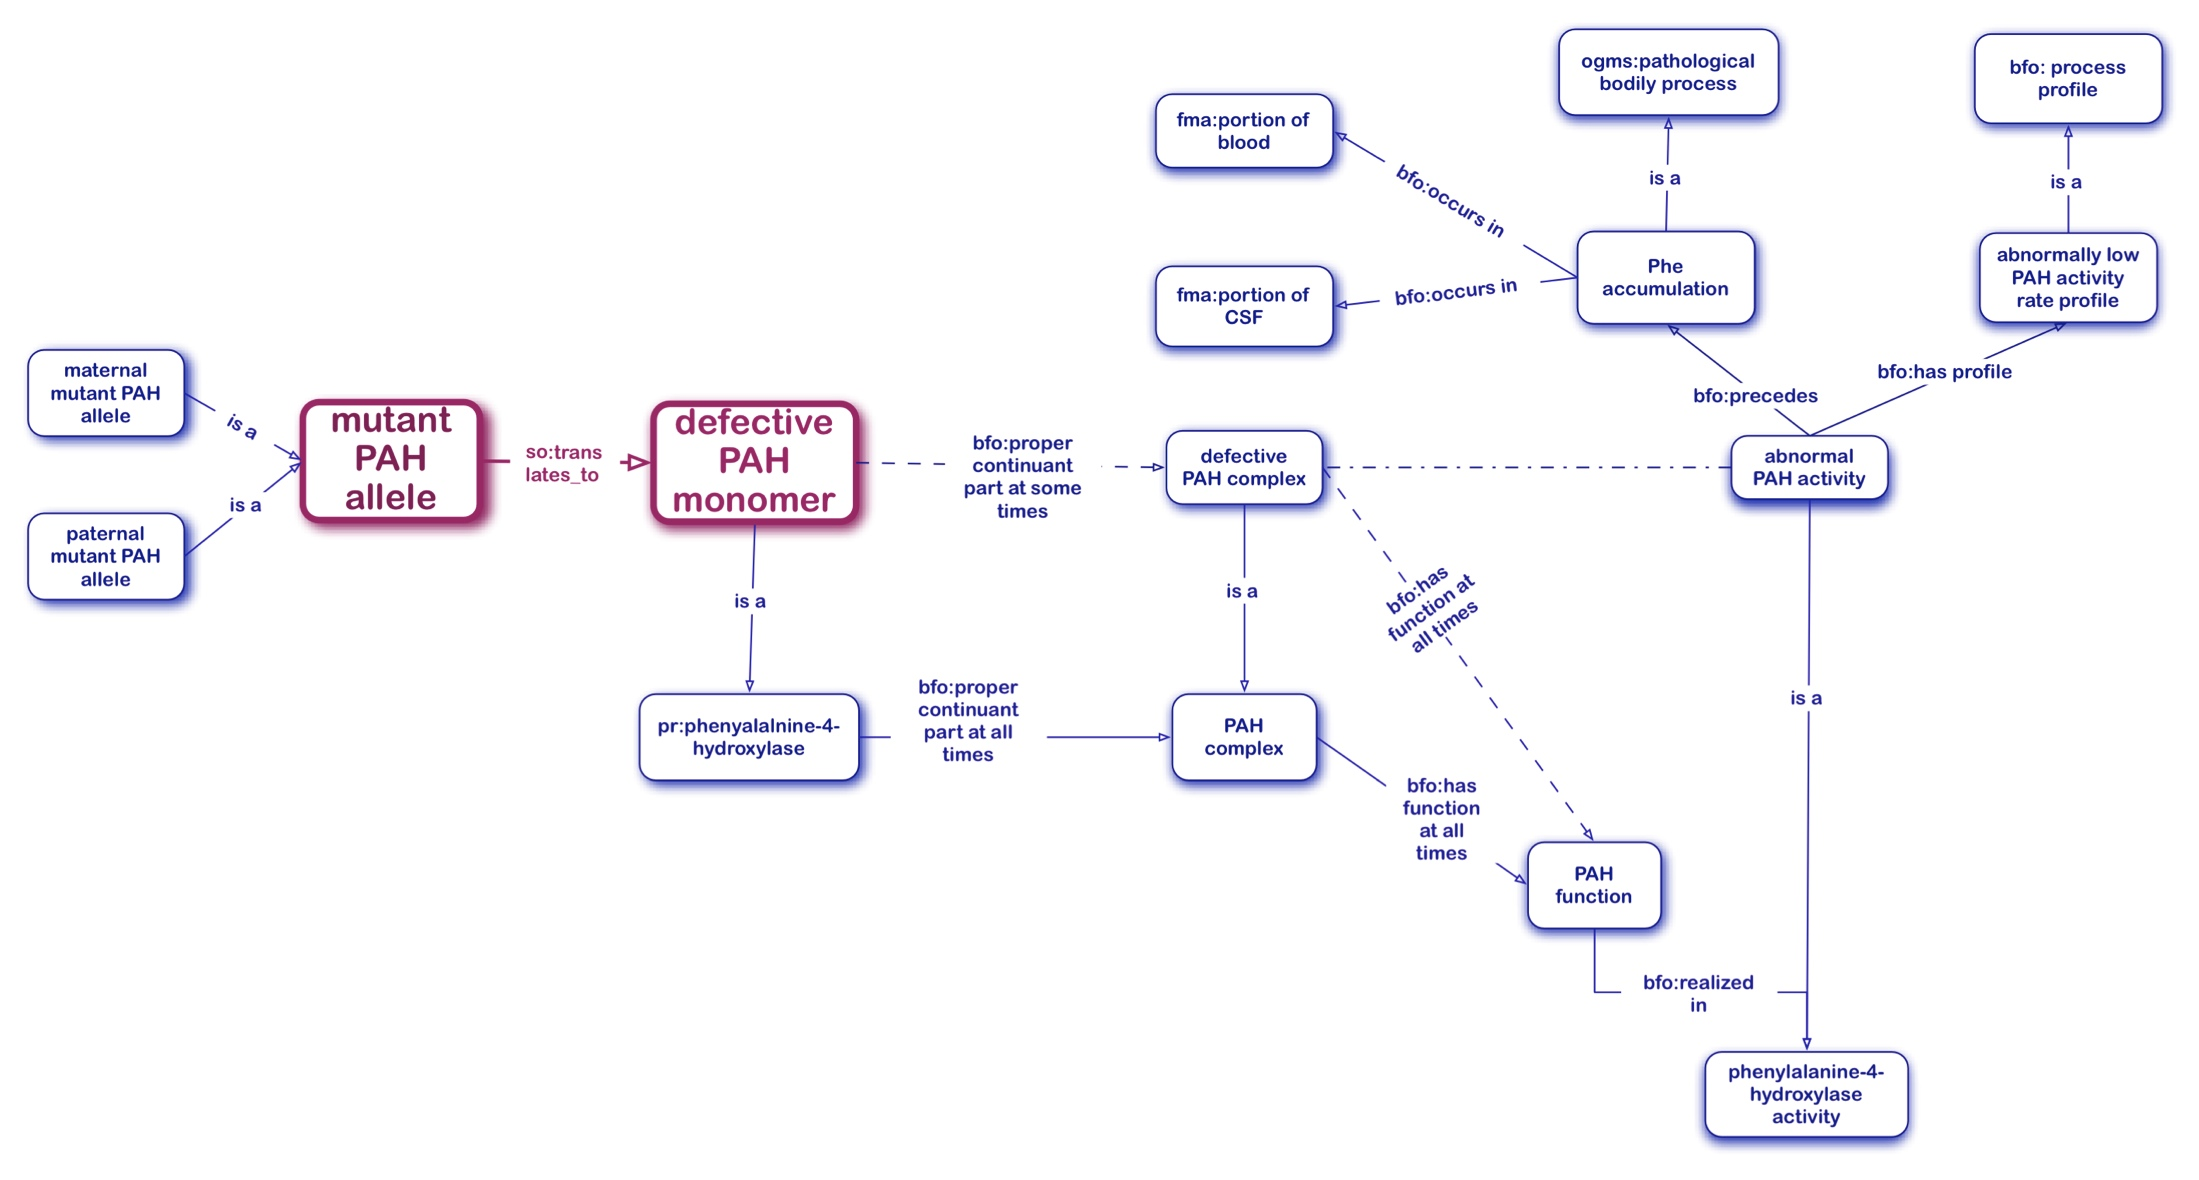 ogms:pathological
bodily process
bfo: process
profile
fma:portion of
blood
bfo:occurs in
is a
is a
fma:portion of
CSF
bfo:occurs in
Phe
accumulation
abnormally low
PAH activity
rate profile
bfo:precedes
bfo:has profile
maternal
mutant PAH
allele
is a
paternal
mutant PAH
allele
is a
mutant
PAH
allele
so:trans
lates_to
defective
PAH
monomer
bfo:proper
continuant
part at some
times
defective
PAH complex
abnormal
PAH activity
is a
is a
bfo:has
function at
all times
is a
pr:phenyalalnine-4-
hydroxylase
bfo:proper
continuant
part at all
times
PAH
complex
bfo:has
function
at all
times
PAH
function
bfo:realized
in
phenylalanine-4-
hydroxylase
activity